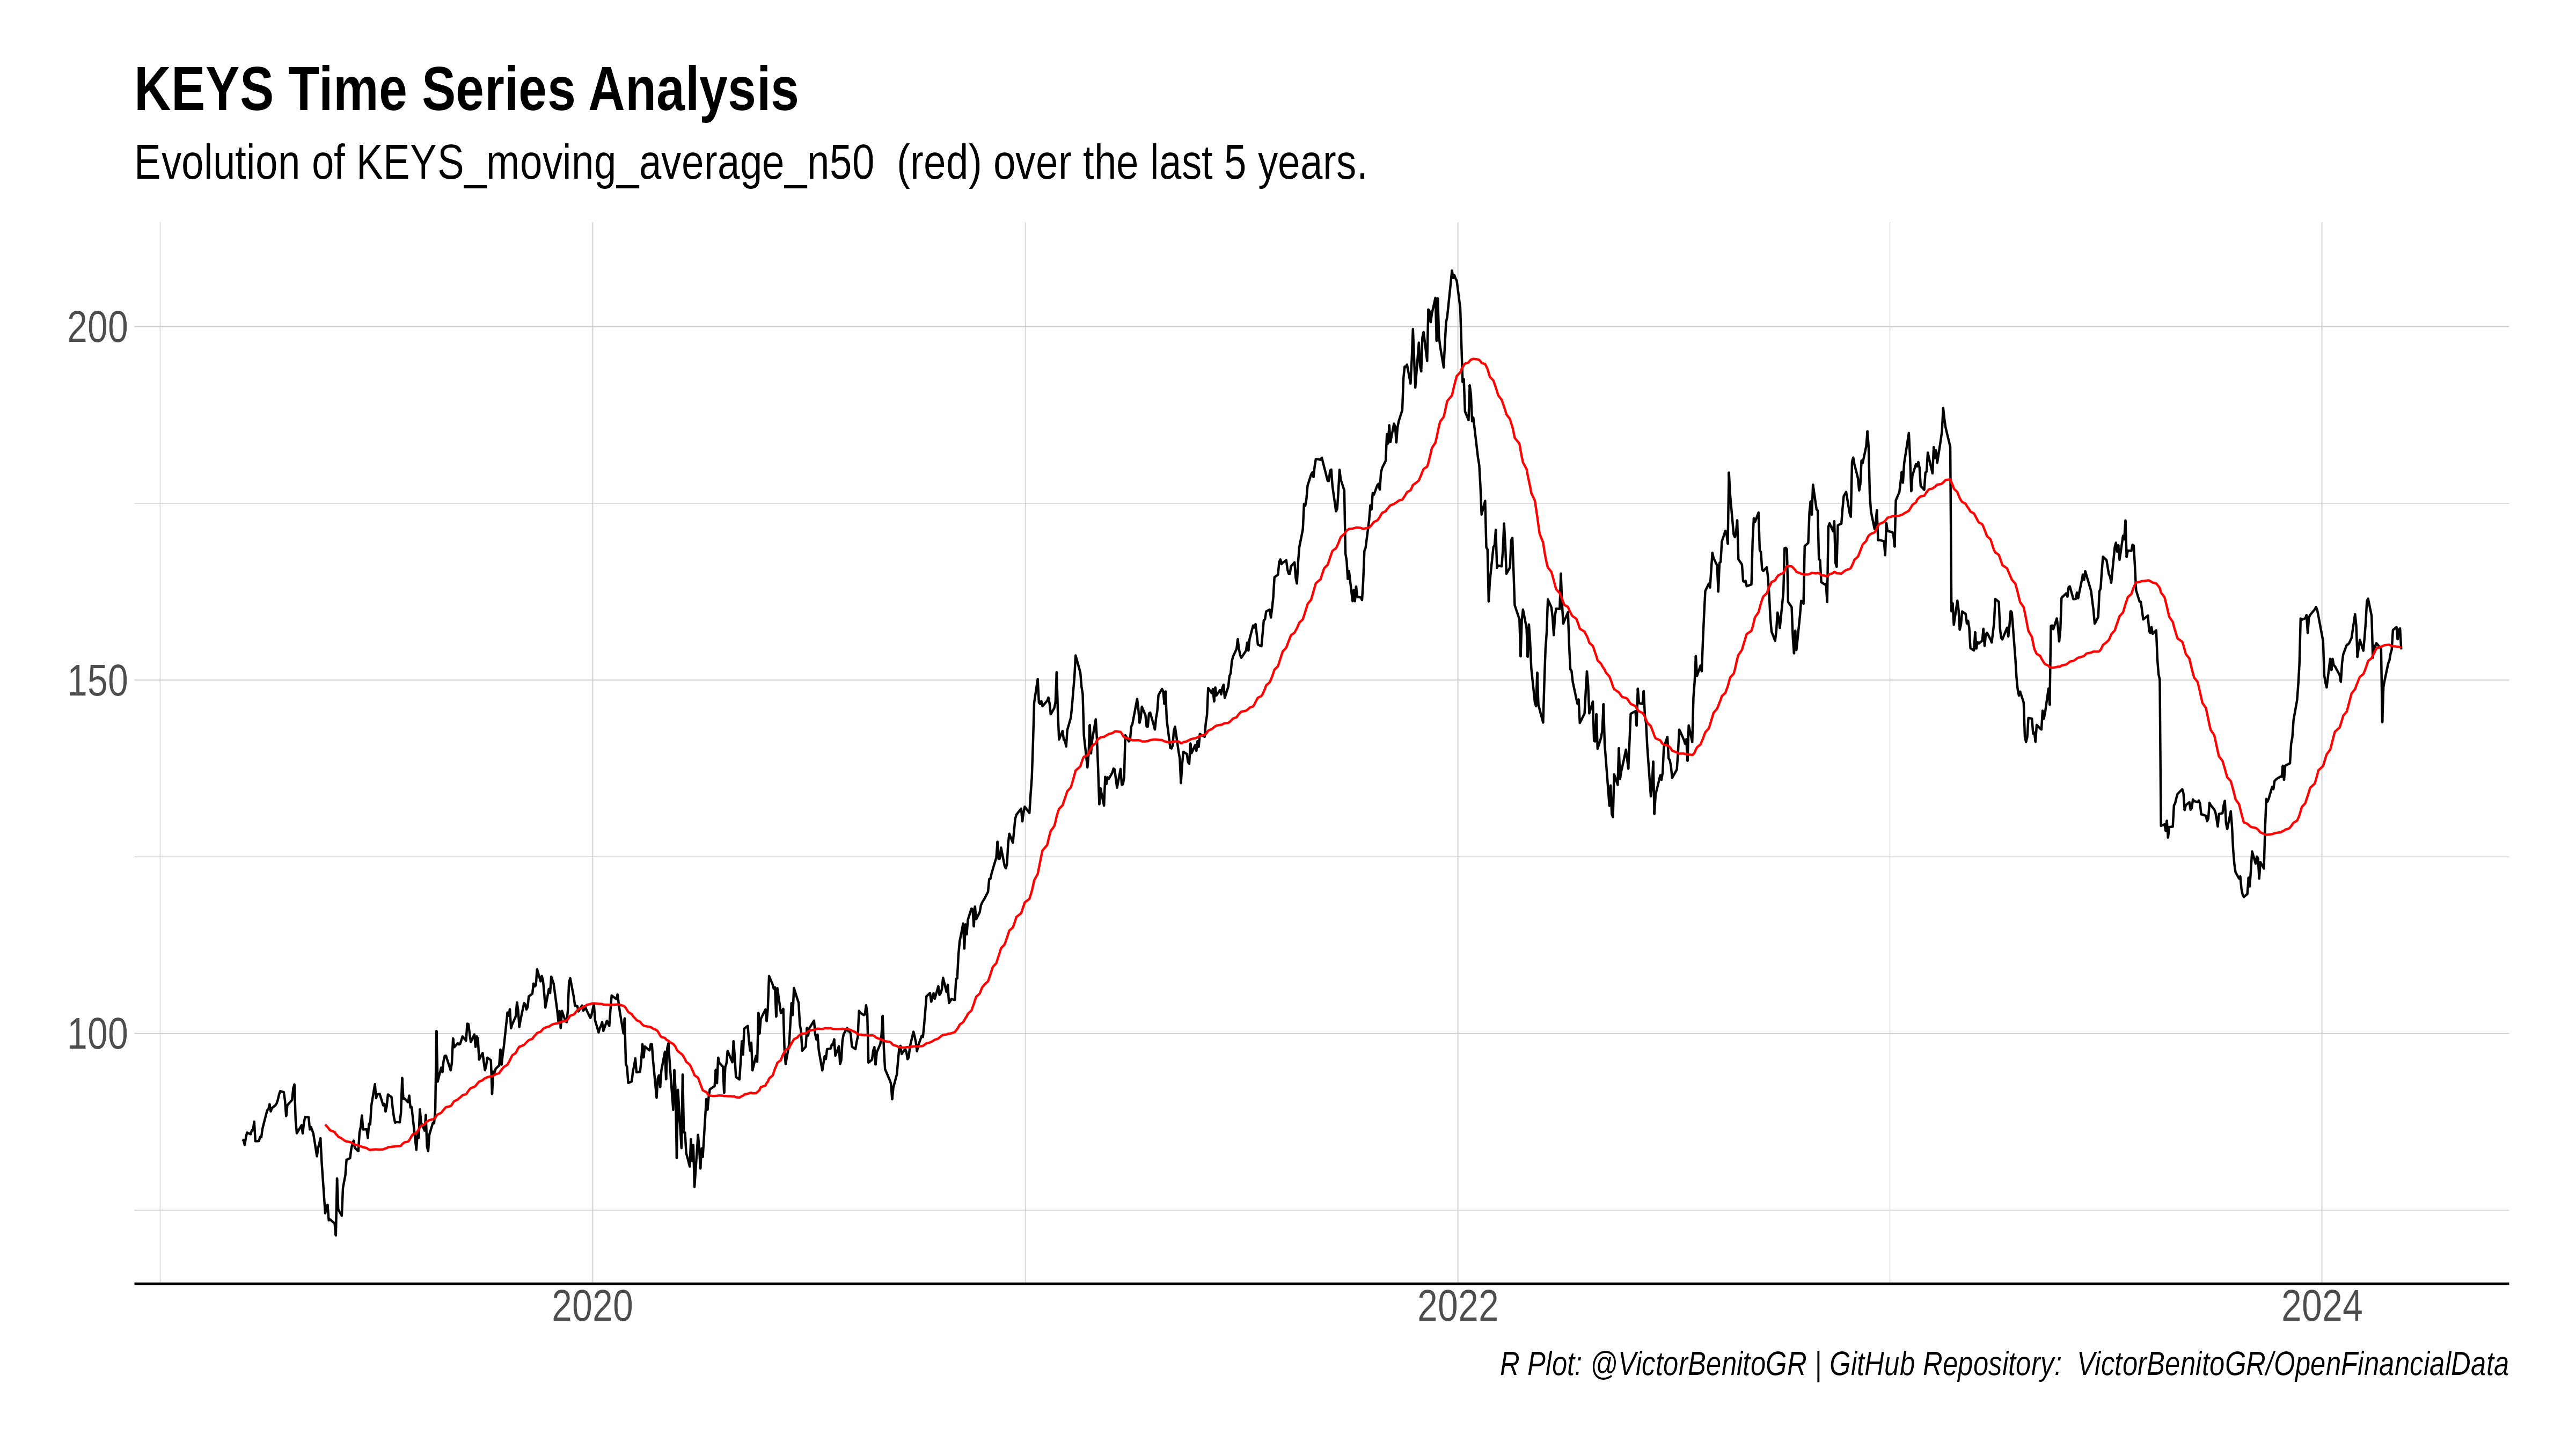 KEYS Time Series Analysis
Evolution of KEYS_moving_average_n50  (red) over the last 5 years.
200
150
100
2020 2022 2024
R Plot: @VictorBenitoGR | GitHub Repository:  VictorBenitoGR/OpenFinancialData